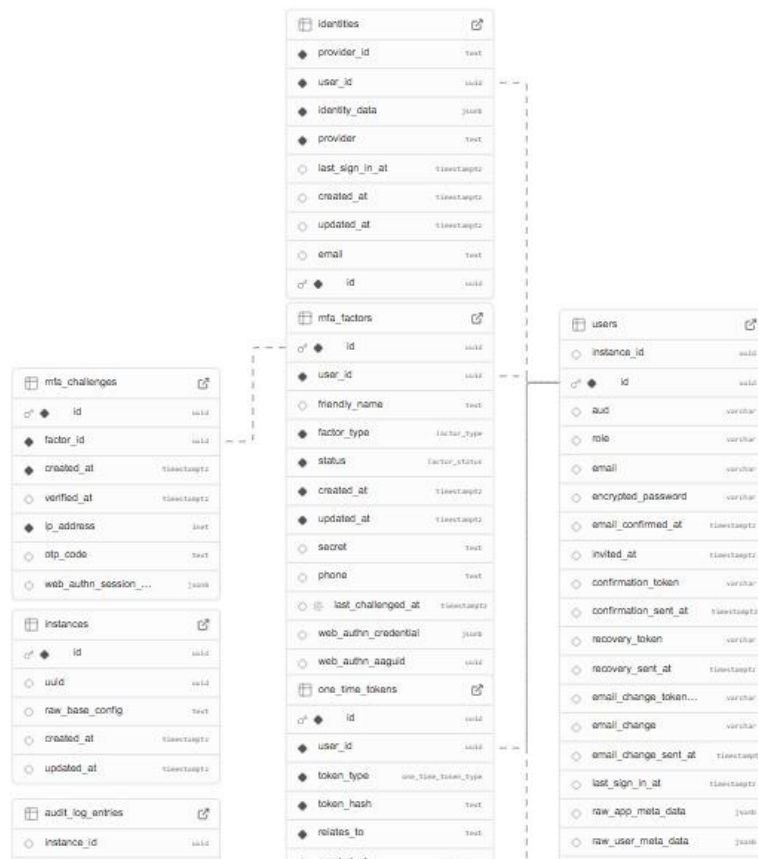 identities
provider_id text
user_id uuid
identity_data jsonb
provider text
last_sign_in_at timestamptz
created_at timestamptz
updated_at timestamptz
email text
id uuid
mfa_factors
id uuid
user_id uuid
friendly_name text
factor_type factor_type
status factor_status
created_at timestamptz
updated_at timestamptz
secret text
phone text
last_challenged_at timestamptz
web_authn_credential jsonb
web_authn_aaguid uuid
one_time_tokens
id uuid
user_id uuid
token_type one_time_token_type
token_hash text
relates_to text
mfa_challenges
id uuid
factor_id uuid
created_at timestamptz
verified_at timestamptz
ip_address inet
otp_code text
web_authn_session_... jsonb
instances
id uuid
uuid uuid
raw_base_config text
created_at timestamptz
updated_at timestamptz
audit_log_entries
instance_id uuid
users
instance_id uuid
id uuid
aud varchar
role varchar
email varchar
encrypted_password varchar
email_confirmed_at timestamptz
invited_at timestamptz
confirmation_token varchar
confirmation_sent_at timestamptz
recovery_token varchar
recovery_sent_at timestamptz
email_change_token... varchar
email_change varchar
email_change_sent_at timestampt
last_sign_in_at timestamptz
raw_app_meta_data jsonb
raw_user_meta_data jsonb